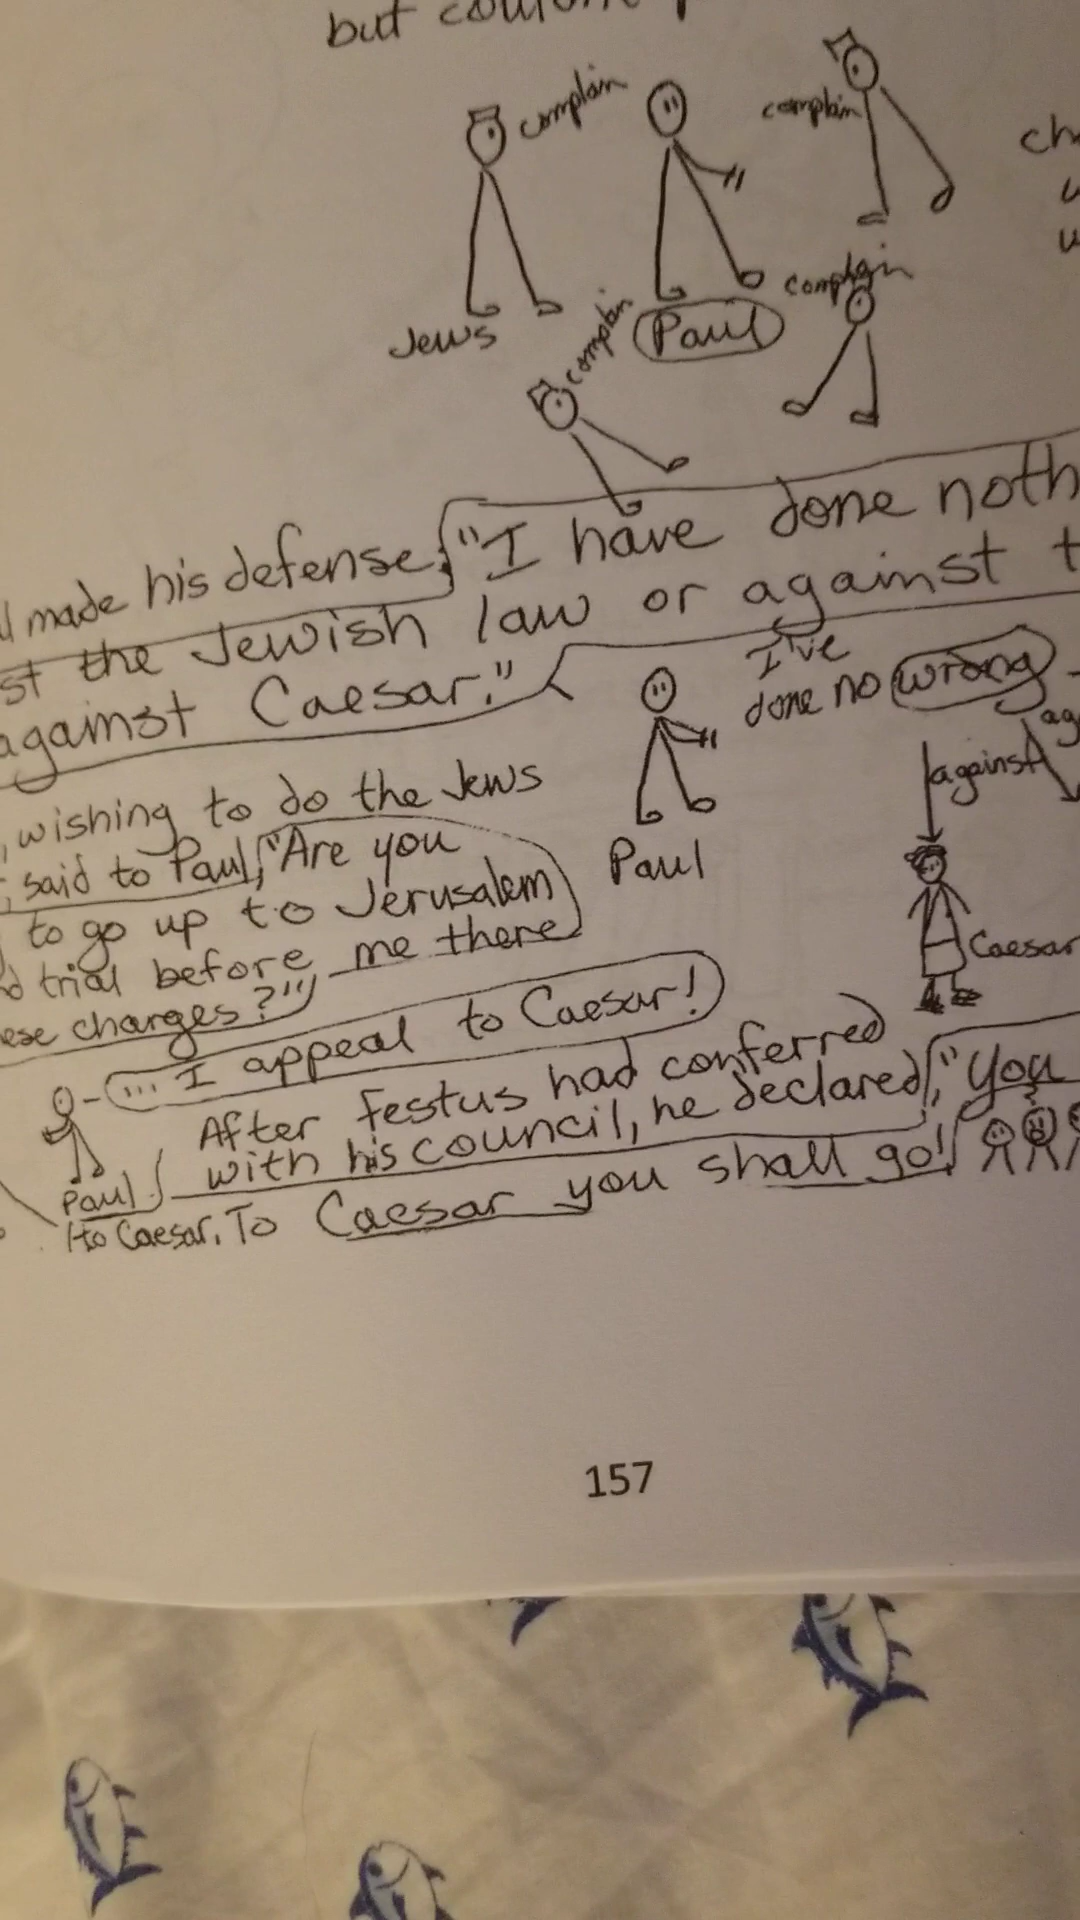 but
complain
complain
Jews
complain
Paul
complain
made his defense, "I have done noth
st the Jewish law or against t
against Caesar."
I've
done no wrong
ag
against
Paul
Caesar
, wishing to do the Jews
, said to Paul, "Are you
to go up to Jerusalem
trial before me there
ese charges?"
... I appeal to Caesar!
Paul
After Festus had conferred
with his council, he declared, "You
to Caesar. To Caesar you shall go!
157